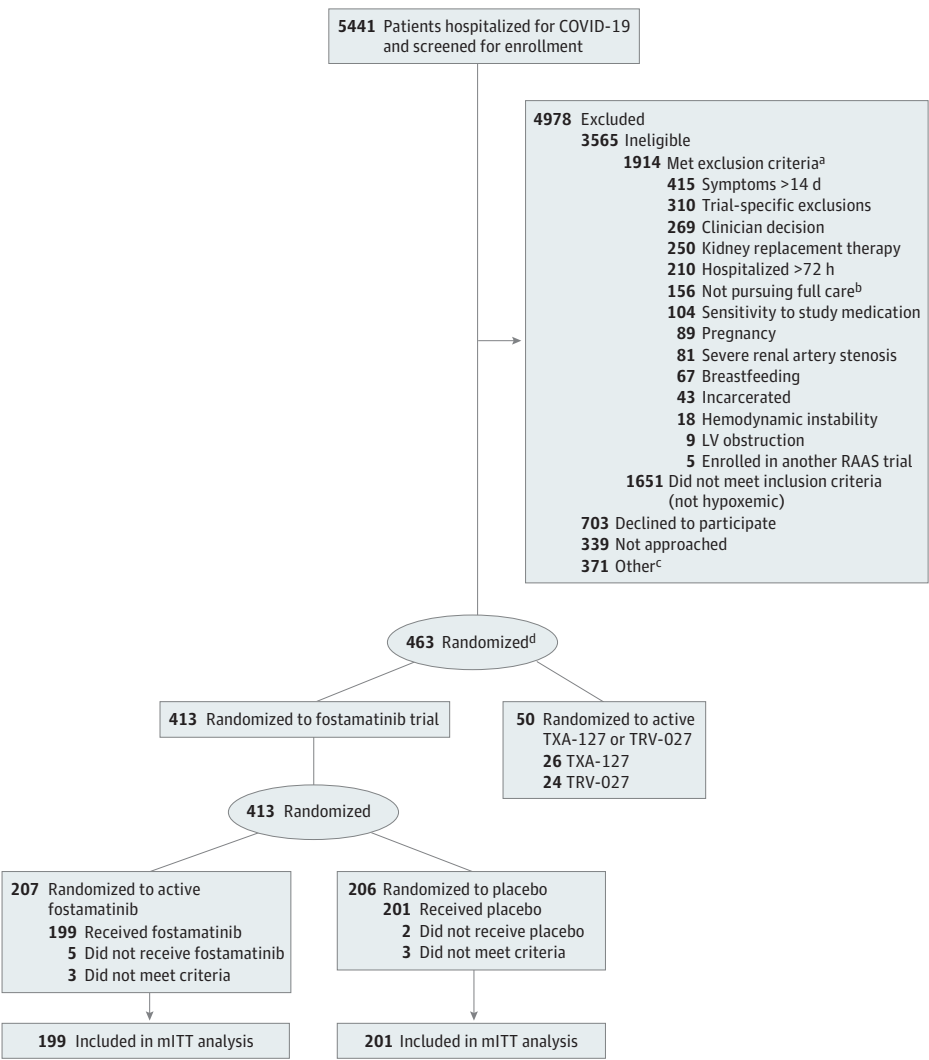 5441 Patients hospitalized for COVID-19
and screened for enrollment
4978 Excluded
3565 Ineligible
1914 Met exclusion criteriaa
415 Symptoms >14 d
310 Trial-specific exclusions
269 Clinician decision
250 Kidney replacement therapy
210 Hospitalized >72 h
156 Not pursuing full careb
104 Sensitivity to study medication
89 Pregnancy
81 Severe renal artery stenosis
67 Breastfeeding
43 Incarcerated
18 Hemodynamic instability
9 LV obstruction
5 Enrolled in another RAAS trial
1651 Did not meet inclusion criteria
(not hypoxemic)
703 Declined to participate
339 Not approached
371 Otherc
463 Randomizedd
413 Randomized to fostamatinib trial
50 Randomized to active
TXA-127 or TRV-027
26 TXA-127
24 TRV-027
413 Randomized
207 Randomized to active
fostamatinib
199 Received fostamatinib
5 Did not receive fostamatinib
3 Did not meet criteria
206 Randomized to placebo
201 Received placebo
2 Did not receive placebo
3 Did not meet criteria
199 Included in mITT analysis
201 Included in mITT analysis